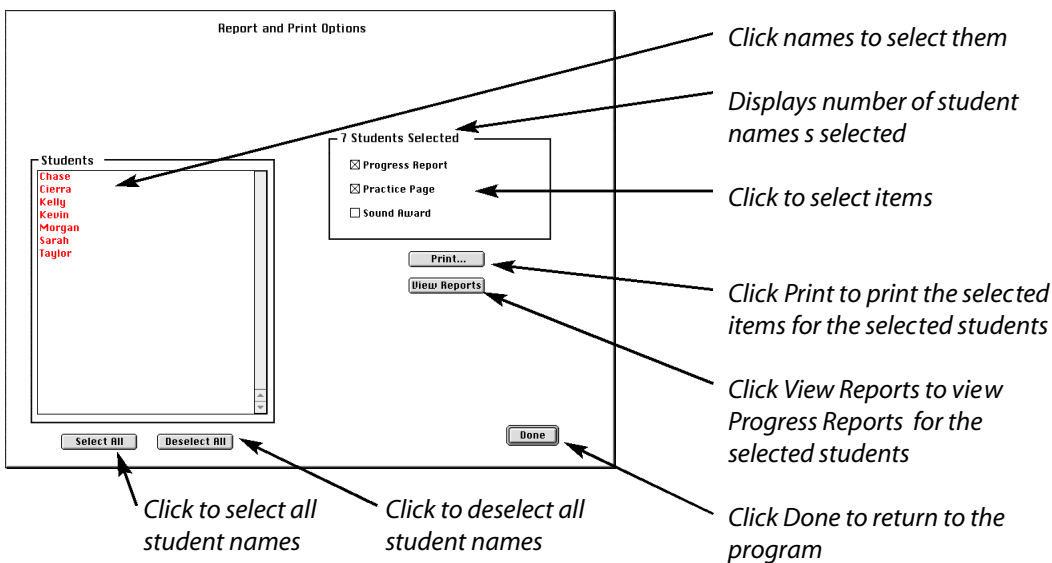 Report and Print Options
Students
Chase
Cierra
Kelly
Kevin
Morgan
Sarah
Taylor
Select All
Deselect All
7 Students Selected
Progress Report
Practice Page
Sound Award
Print...
View Reports
Done
Click names to select them
Displays number of student
names s selected
Click to select items
Click Print to print the selected
items for the selected students
Click View Reports to view
Progress Reports for the
selected students
Click to select all
student names
Click to deselect all
student names
Click Done to return to the
program